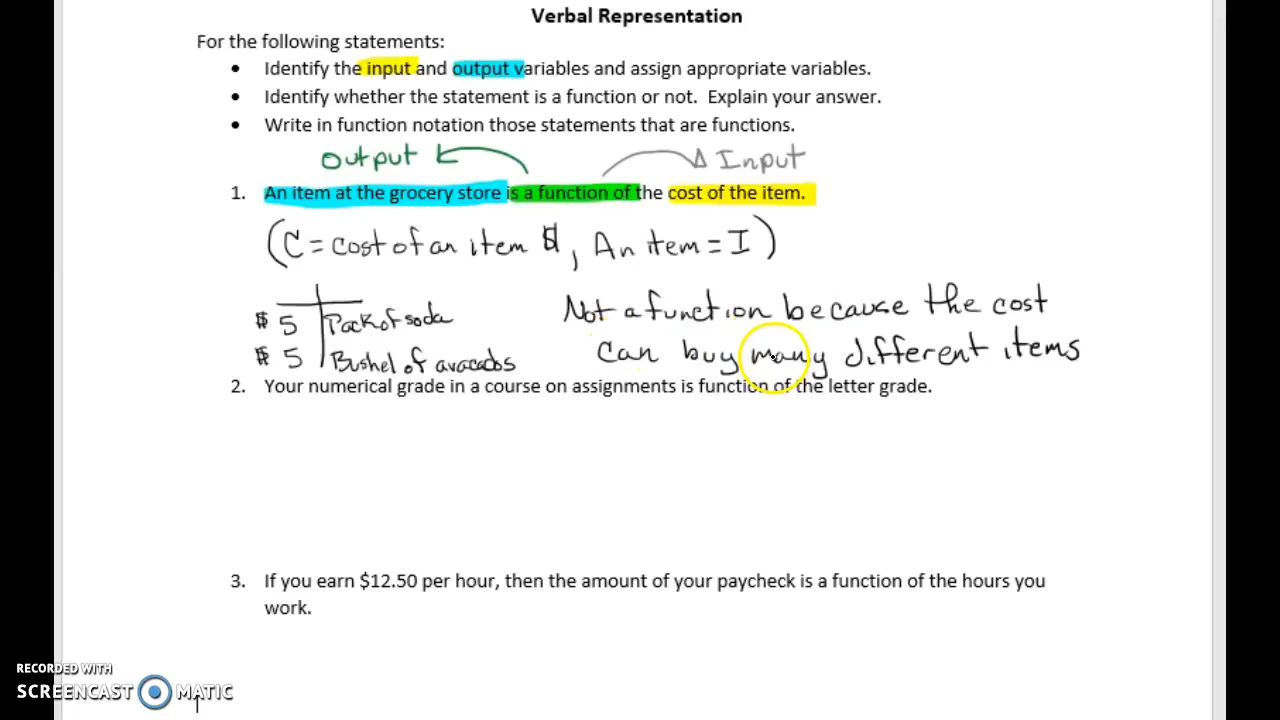 Verbal Representation
For the following statements:
• Identify the input and output variables and assign appropriate variables.
• Identify whether the statement is a function or not. Explain your answer.
• Write in function notation those statements that are functions.
Output Input
1. An item at the grocery store is a function of the cost of the item.
(C = cost of an item $, An item = I)
$ 5 Pack of soda
$ 5 Bushel of avocados
Not a function because the cost
can buy many different items
2. Your numerical grade in a course on assignments is function of the letter grade.
3. If you earn $12.50 per hour, then the amount of your paycheck is a function of the hours you
work.
RECORDED WITH
SCREENCAST MATIC